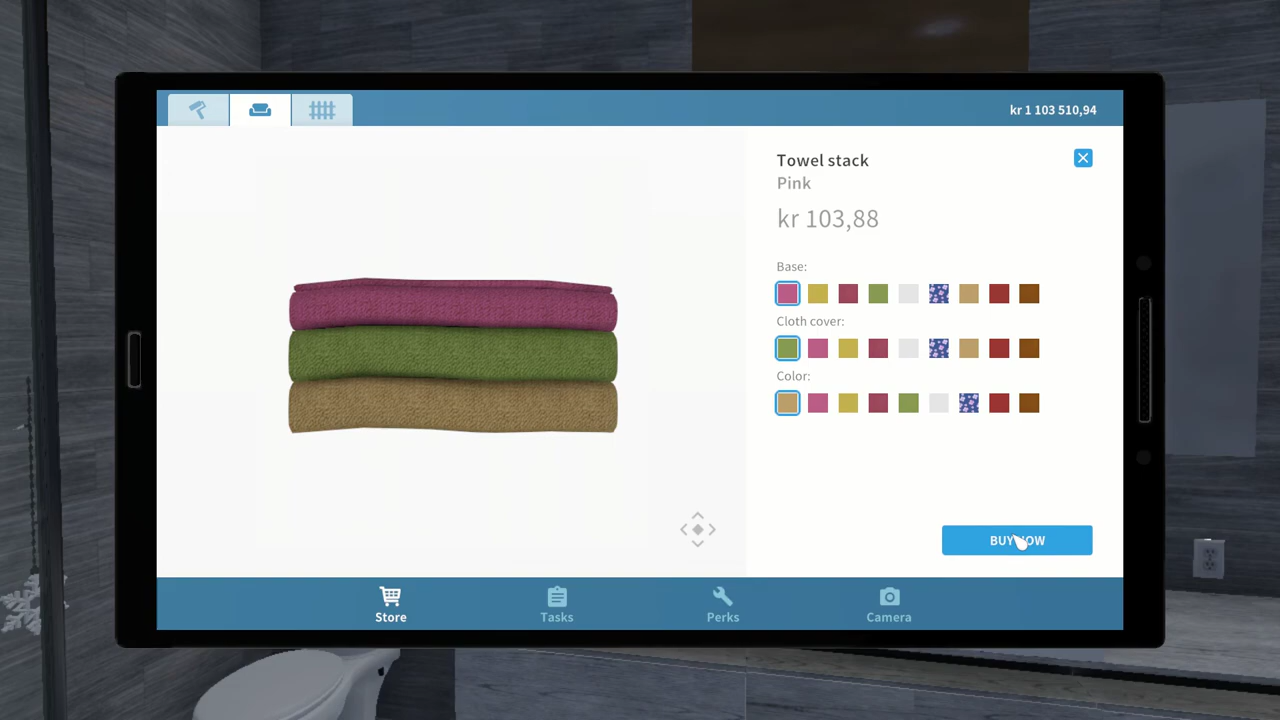 kr 1 103 510,94
Towel stack
Pink
kr 103,88
Base:
Cloth cover:
Color:
BUY NOW
Store
Tasks
Perks
Camera